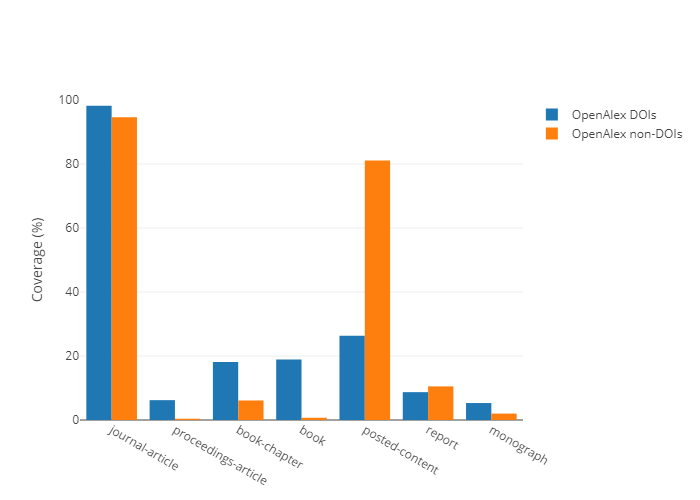 100
80
60
40
20
0
Coverage (%)
journal-article
proceedings-article
book-chapter
book
posted-content
report
monograph
OpenAlex DOIs
OpenAlex non-DOIs